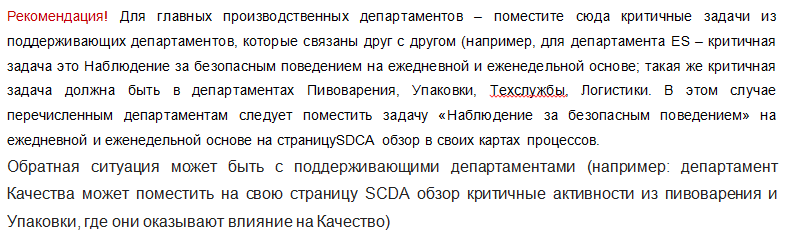 Рекомендация! Для главных производственных департаментов – поместите сюда критичные задачи из
поддерживающих департаментов, которые связаны друг с другом (например, для департамента ES – критичная
задача это Наблюдение за безопасным поведением на ежедневной и еженедельной основе; такая же критичная
задача должна быть в департаментах Пивоварения, Упаковки, Техслужбы, Логистики. В этом случае
перечисленным департаментам следует поместить задачу «Наблюдение за безопасным поведением» на
ежедневной и еженедельной основе на страницуSDCA обзор в своих картах процессов.
Обратная ситуация может быть с поддерживающими департаментами (например: департамент
Качества может поместить на свою страницу SCDA обзор критичные активности из пивоварения и
Упаковки, где они оказывают влияние на Качество)